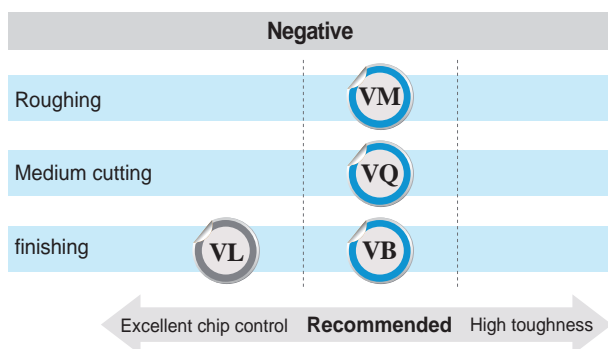 Negative
Roughing VM
Medium cutting VQ
finishing VL VB
Excellent chip control Recommended High toughness